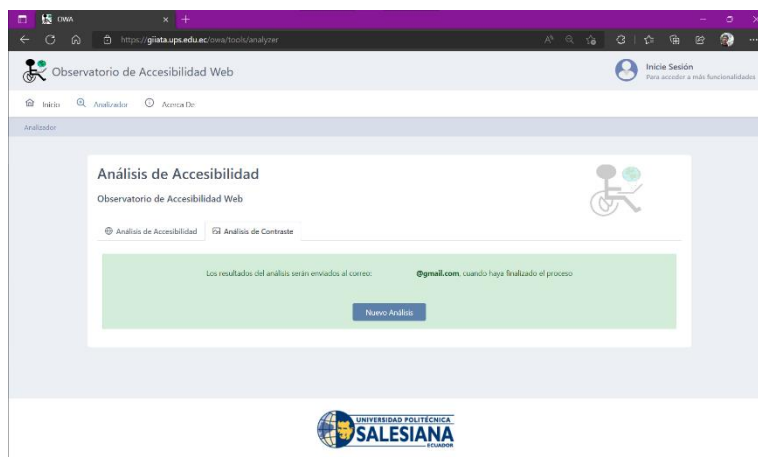 OWA
https://giiata.ups.edu.ec/owa/tools/analyzer
Observatorio de Accesibilidad Web
Inicie Sesión
Para acceder a más funcionalidades
Inicio Analizador Acerca De
Analizador
Análisis de Accesibilidad
Observatorio de Accesibilidad Web
Análisis de Accesibilidad Análisis de Contraste
Los resultados del análisis serán enviados al correo: @gmail.com, cuando haya finalizado el proceso
Nuevo Análisis
UNIVERSIDAD POLITÉCNICA
SALESIANA
ECUADOR